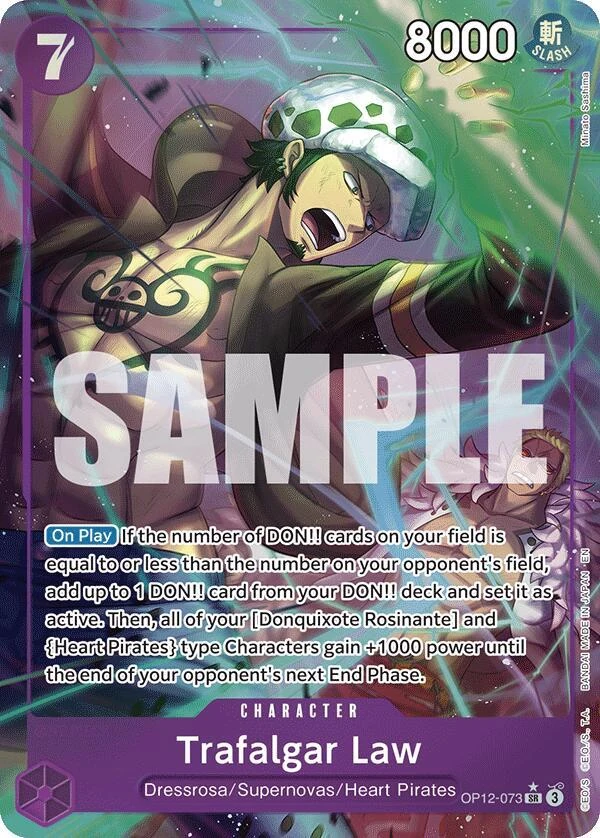 7
8000
斬
SLASH
Minato Sashima
SAMPLE
On Play If the number of DON!! cards on your field is
equal to or less than the number on your opponent's field,
add up to 1 DON!! card from your DON!! deck and set it as
active. Then, all of your [Donquixote Rosinante] and
{Heart Pirates} type Characters gain +1000 power until
the end of your opponent's next End Phase.
CHARACTER
Trafalgar Law
Dressrosa/Supernovas/Heart Pirates
OP12-073 SR 3
©EO/S ©EO/S., T.A. BANDAI MADE IN JAPAN EN